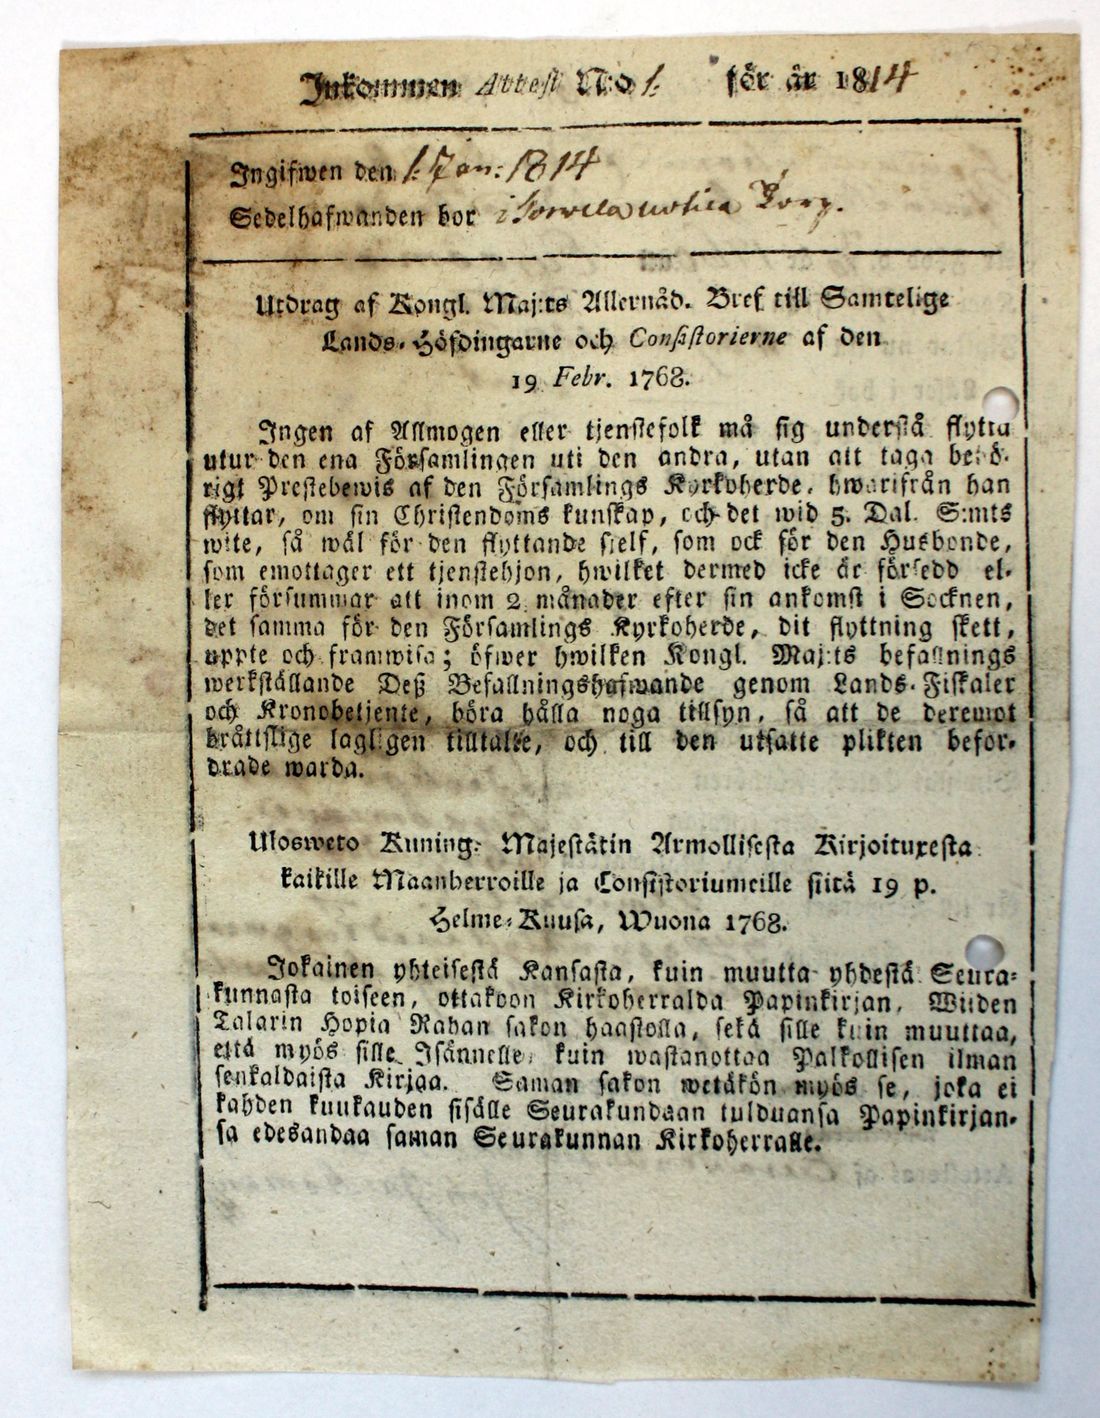 Inkommen Attest N:o 1. för år 1814
Ingifwen den 1. Jan: 1814
Sedelhafwanden bor i Torp.
Utdrag af Kongl. Maj:ts Allernåd. Bref till Samtelige
Lands-Höfdingarne och Consistorierne af den
19 Febr. 1768.
Ingen af Allmogen eller tjenstefolk må sig understå flytta
utur den ena Församlingen uti den andra, utan att taga behö-
rigt Prestebewis af den Församlings Kyrkoherde, hwarifrån han
flyttar, om sin Christendoms kunskap, och det wid 5. Dal. S:mts
wite, så wäl för den flyttande sjelf, som ock för den Husbonde,
som emottager ett tjenstehjon, hwilket dermed icke är försedd el-
ler försummar att inom 2 månader efter sin ankomst i Socknen,
det samma för den Församlings Kyrkoherde, dit flyttning skett,
uppte och framwisa; öfwer hwilken Kongl. Maj:ts befallnings
werkställande Deß Befallningshafwande genom Lands-Fiskaler
och Kronobetjente, böra hålla noga tillsyn, så att de deremot
bråttslige lagligen tilltalte, och till den utsatte plikten befor-
drade warda.
Ulosweto Kuning: Majestätin Armollisesta Kirjoituxesta
kaikille Maanherroille ja Consistoriumeille siitä 19 p.
Helme-Kuusa, Wuona 1768.
Jokainen yhteisestä Kansasta, kuin muutta yhdestä Seura-
kunnasta toiseen, ottakoon Kirkoherralda Papinkirjan, Wiiden
Talarin Hopia Rahan sakon haastolla, sekä sille kuin muuttaa,
että myös sille Isännelle, kuin wastanottaa Palkollisen ilman
senkaldaista Kirjaa. Saman sakon wetäkön myös se, joka ei
kahden kuukauden sisälle Seurakundaan tulduansa Papinkirjan-
sa edesandaa saman Seurakunnan Kirkoherralle.